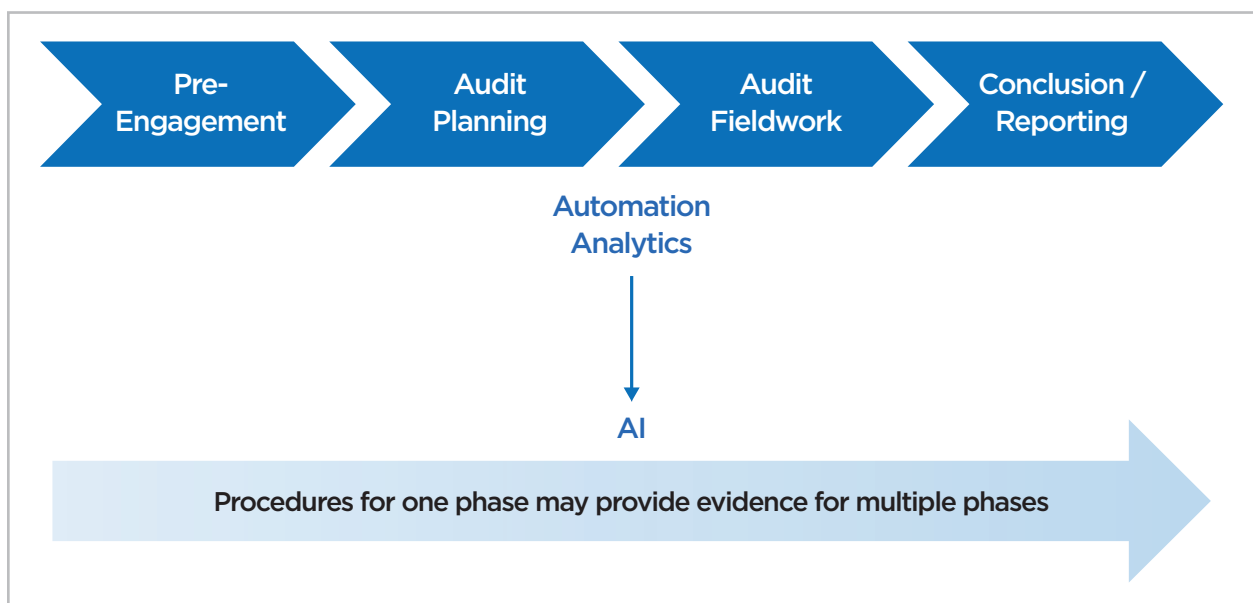 Pre-
Engagement
Audit
Planning
Audit
Fieldwork
Conclusion /
Reporting
Automation
Analytics
AI
Procedures for one phase may provide evidence for multiple phases